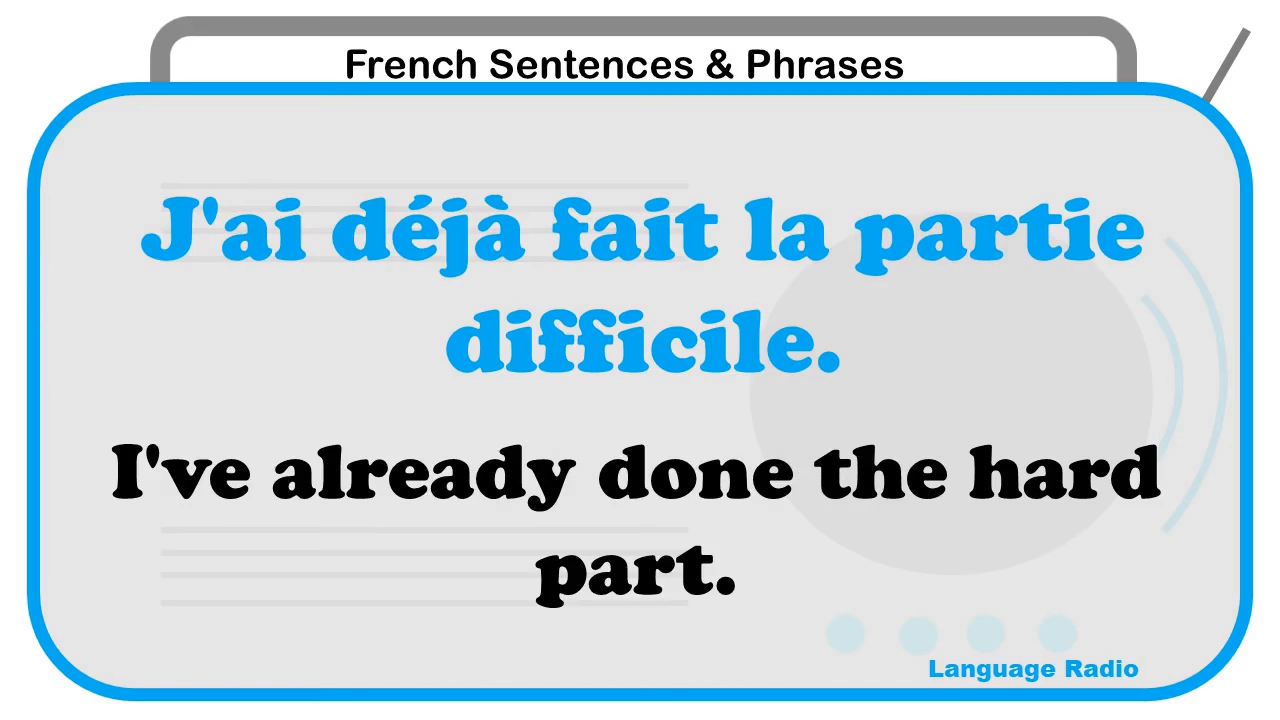 French Sentences & Phrases
J'ai déjà fait la partie
difficile.
I've already done the hard
part.
Language Radio